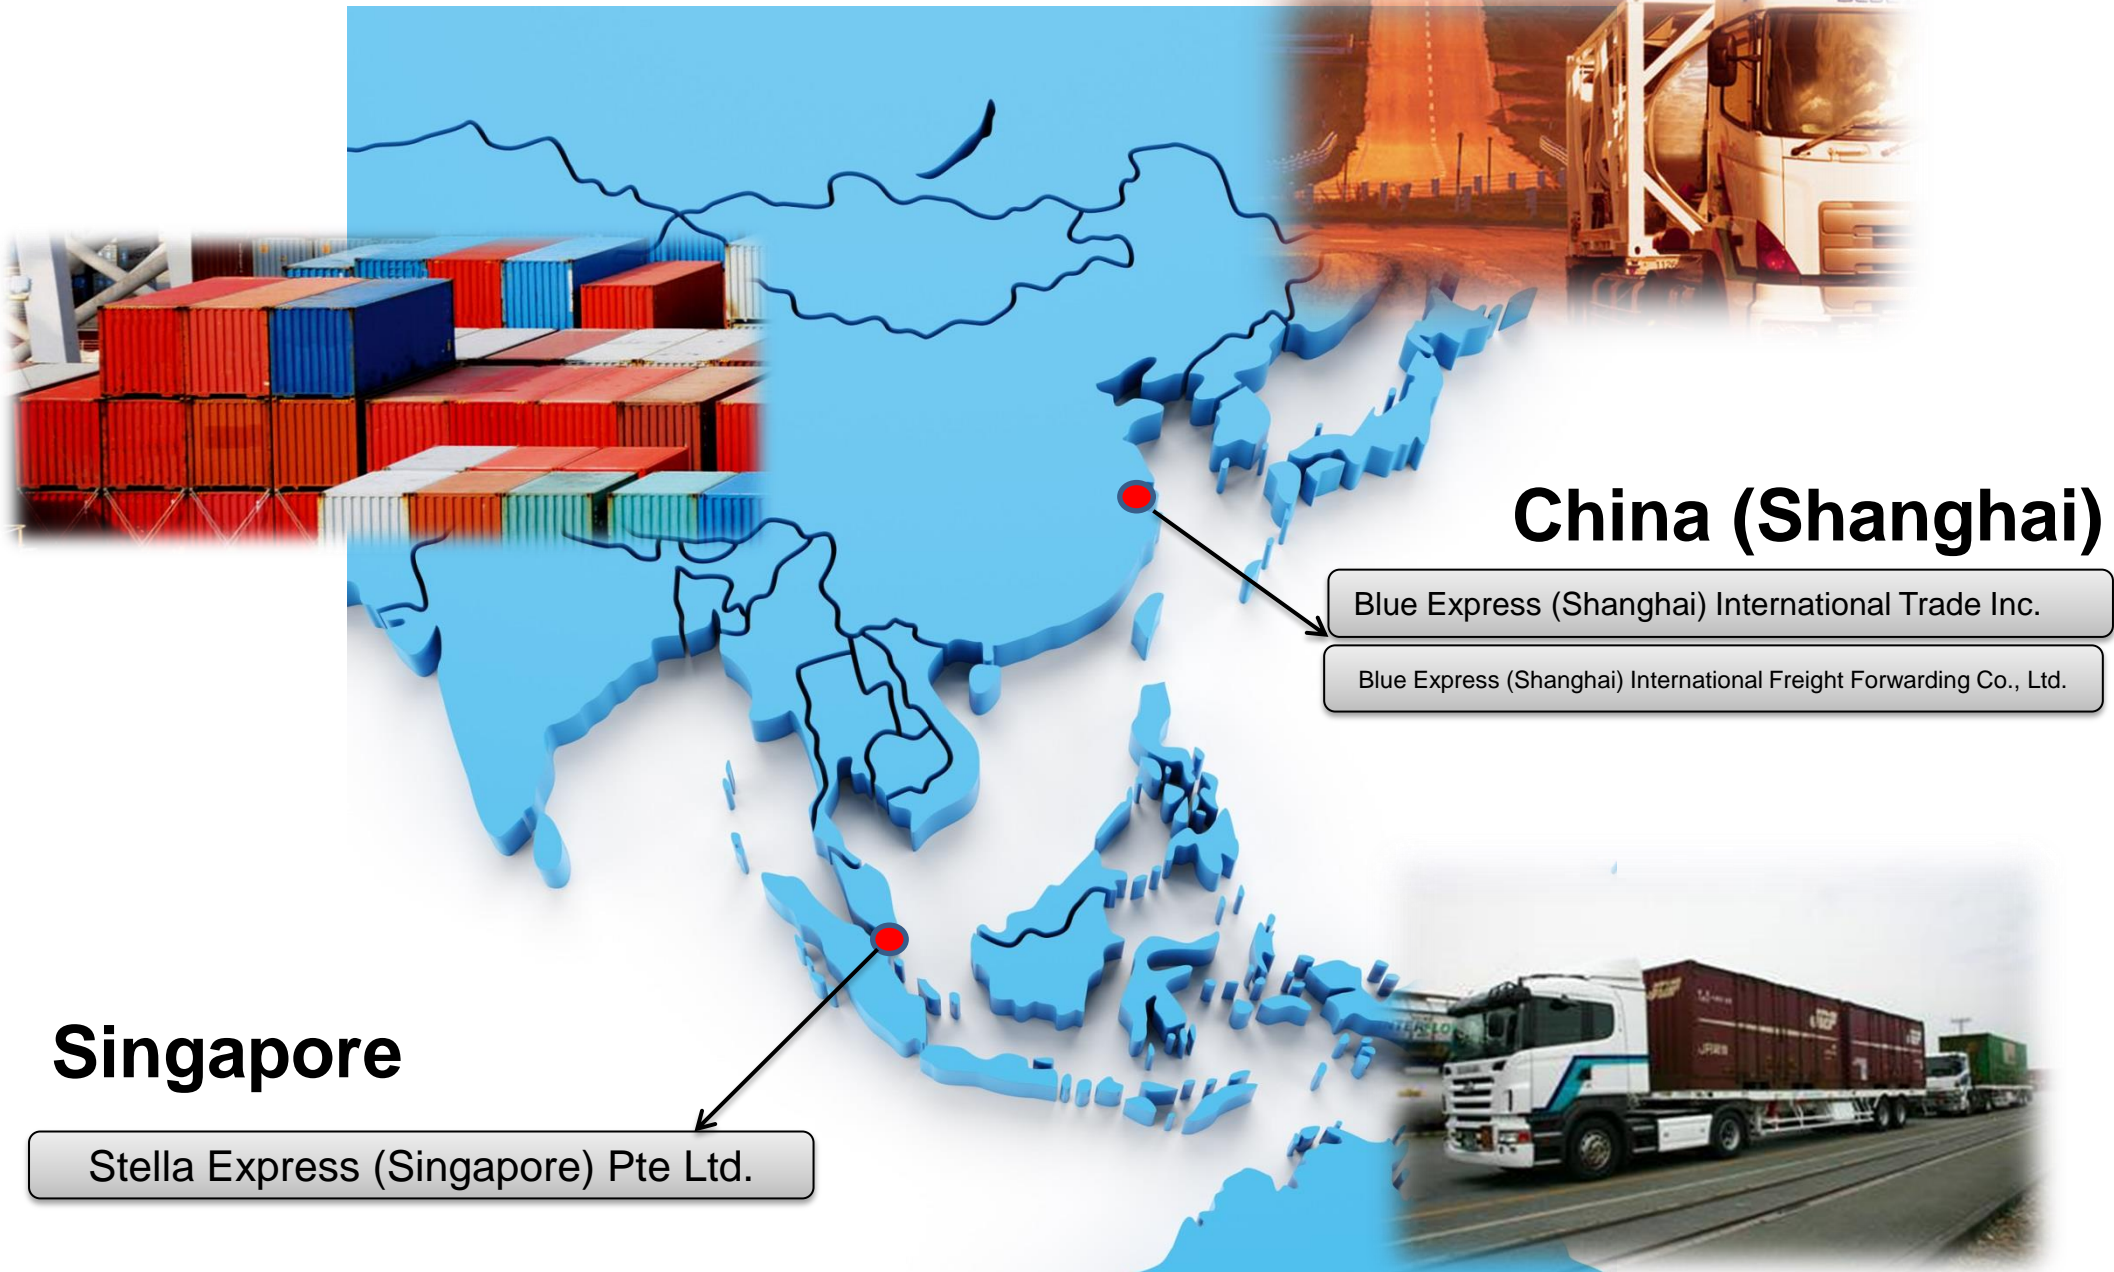 China (Shanghai)
Blue Express (Shanghai) International Trade Inc.
Blue Express (Shanghai) International Freight Forwarding Co., Ltd.
Singapore
Stella Express (Singapore) Pte Ltd.